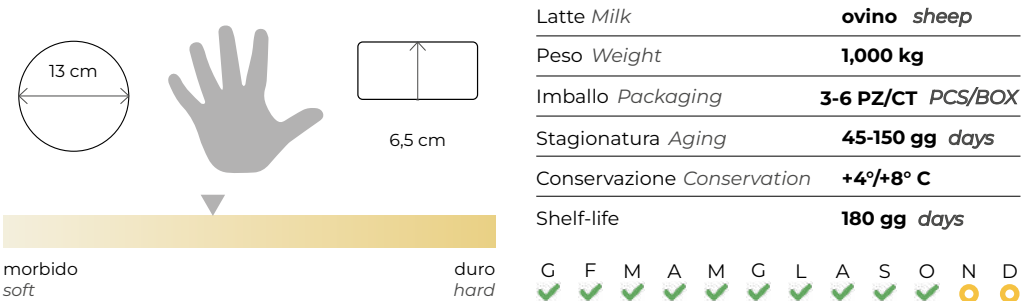 13 cm
6,5 cm
morbido
soft
duro
hard
Latte Milk ovino sheep
Peso Weight 1,000 kg
Imballo Packaging 3-6 PZ/CT PCS/BOX
Stagionatura Aging 45-150 gg days
Conservazione Conservation +4°/+8° C
Shelf-life 180 gg days
G F M A M G L A S O N D